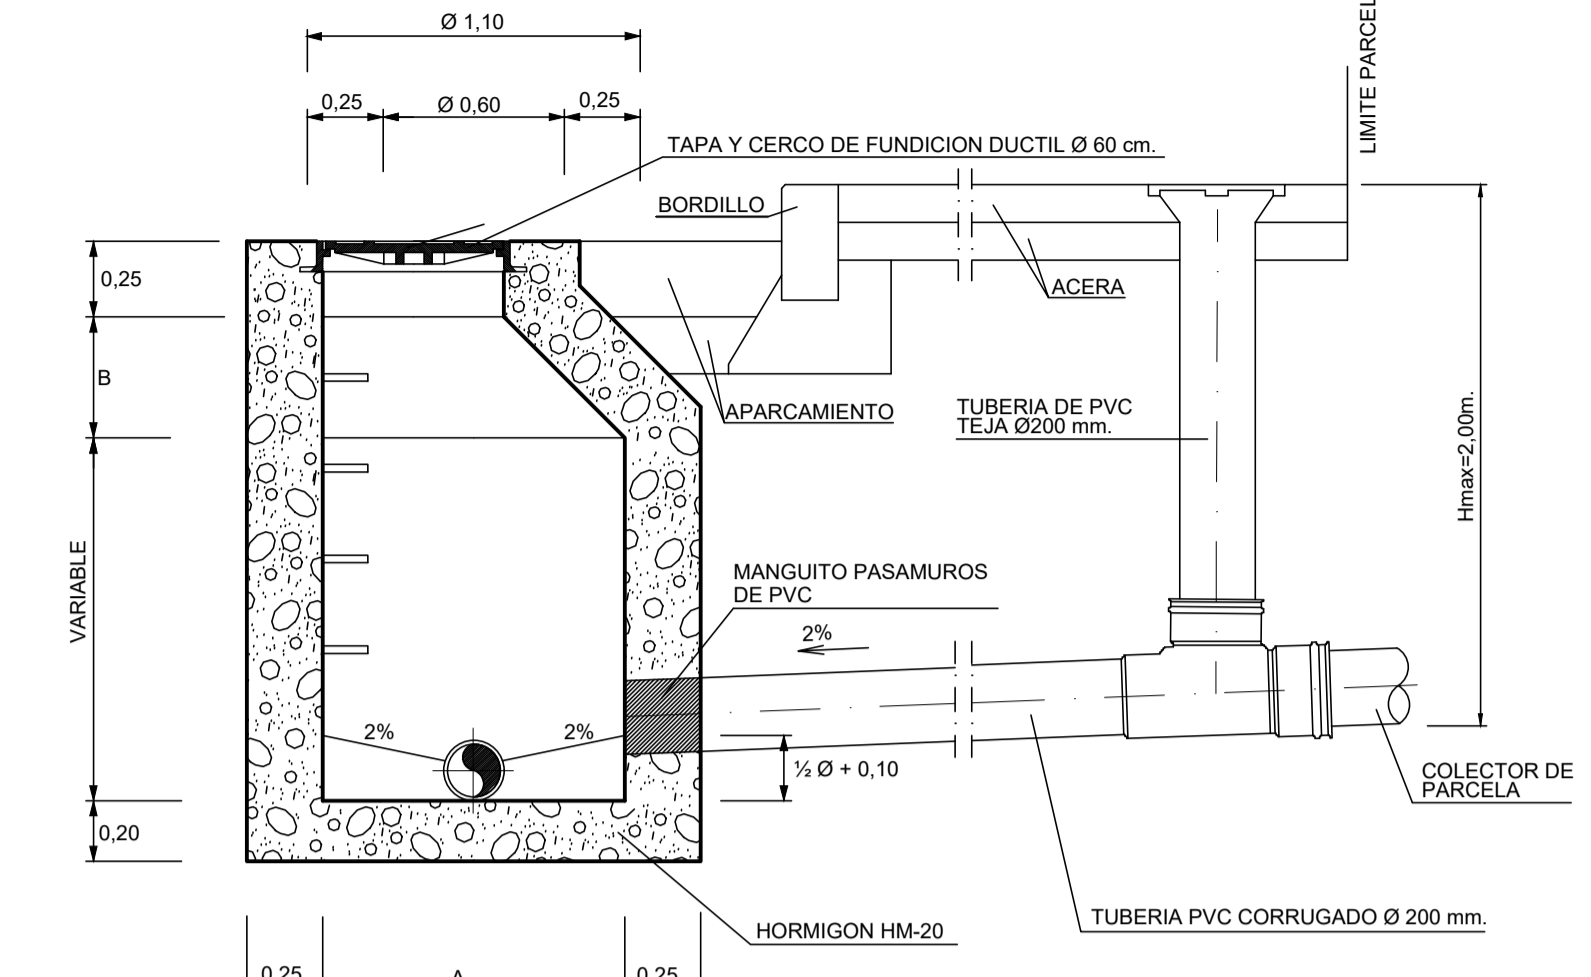 Ø 1,10
0,25
Ø 0,60
0,25
LIMITE PARCEL
TAPA Y CERCO DE FUNDICION DUCTIL Ø 60 cm.
BORDILLO
0,25
ACERA
B
APARCAMIENTO
TUBERIA DE PVC
TEJA Ø200 mm.
Hmax=2,00m.
VARIABLE
MANGUITO PASAMUROS
DE PVC
2%
2%
2%
½ Ø + 0,10
COLECTOR DE
PARCELA
0,20
TUBERIA PVC CORRUGADO Ø 200 mm.
HORMIGON HM-20
0,25
A
0,25